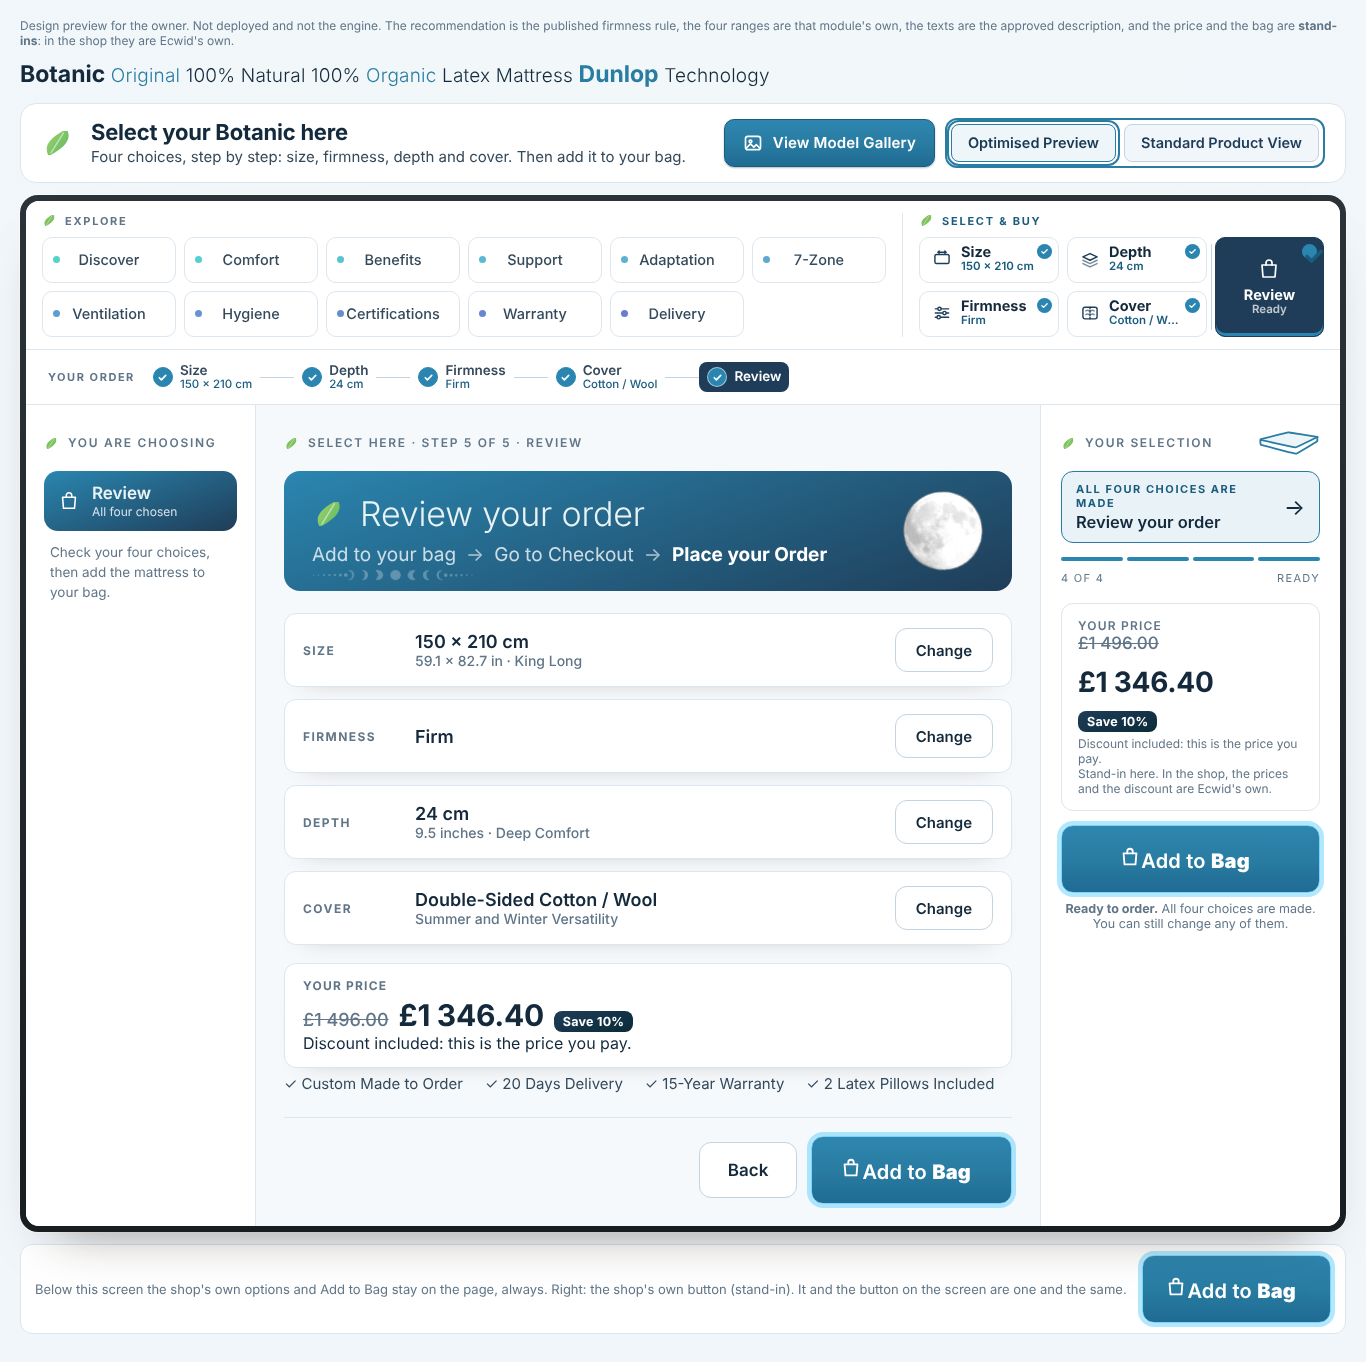 Design preview for the owner. Not deployed and not the engine. The recommendation is the published firmness rule, the four ranges are that module's own, the texts are the approved description, and the price and the bag are stand-
ins: in the shop they are Ecwid's own.
Botanic Original 100% Natural 100% Organic Latex Mattress Dunlop Technology
Select your Botanic here
Four choices, step by step: size, firmness, depth and cover. Then add it to your bag.
View Model Gallery
Optimised Preview
Standard Product View
EXPLORE
Discover
Comfort
Benefits
Support
Adaptation
7-Zone
Ventilation
Hygiene
Certifications
Warranty
Delivery
SELECT & BUY
Size
150 × 210 cm
Depth
24 cm
Firmness
Firm
Cover
Cotton / W...
Review
Ready
YOUR ORDER
Size
150 × 210 cm
Depth
24 cm
Firmness
Firm
Cover
Cotton / Wool
Review
YOU ARE CHOOSING
Review
All four chosen
Check your four choices,
then add the mattress to
your bag.
SELECT HERE · STEP 5 OF 5 · REVIEW
Review your order
Add to your bag → Go to Checkout → Place your Order
SIZE
150 × 210 cm
59.1 × 82.7 in · King Long
Change
FIRMNESS
Firm
Change
DEPTH
24 cm
9.5 inches · Deep Comfort
Change
COVER
Double-Sided Cotton / Wool
Summer and Winter Versatility
Change
YOUR PRICE
£1 496.00 £1 346.40 Save 10%
Discount included: this is the price you pay.
✓ Custom Made to Order ✓ 20 Days Delivery ✓ 15-Year Warranty ✓ 2 Latex Pillows Included
Back
Add to Bag
YOUR SELECTION
ALL FOUR CHOICES ARE
MADE
Review your order
4 OF 4
READY
YOUR PRICE
£1 496.00
£1 346.40
Save 10%
Discount included: this is the price you
pay.
Stand-in here. In the shop, the prices
and the discount are Ecwid's own.
Add to Bag
Ready to order. All four choices are made.
You can still change any of them.
Below this screen the shop's own options and Add to Bag stay on the page, always. Right: the shop's own button (stand-in). It and the button on the screen are one and the same.
Add to Bag